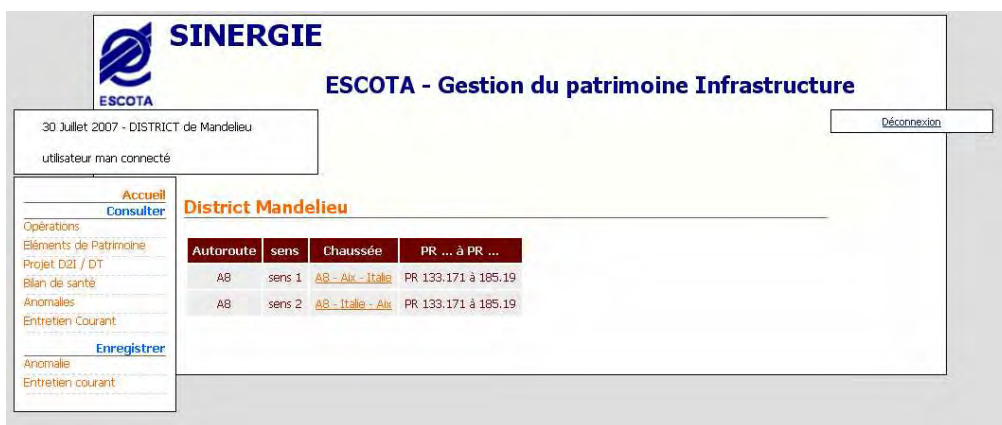 SINERGIE
ESCOTA - Gestion du patrimoine Infrastructure
ESCOTA
30 Juillet 2007 - DISTRICT de Mandelieu
utilisateur man connecté
Déconnexion
Accueil
Consulter
Opérations
Eléments de Patrimoine
Projet D2I / DT
Bilan de santé
Anomalies
Entretien Courant
Enregistrer
Anomalie
Entretien courant
District Mandelieu
Autoroute sens Chaussée PR ... à PR ...
A8 sens 1 A8 - Aix - Italie PR 133.171 à 185.19
A8 sens 2 A8 - Italie - Aix PR 133.171 à 185.19